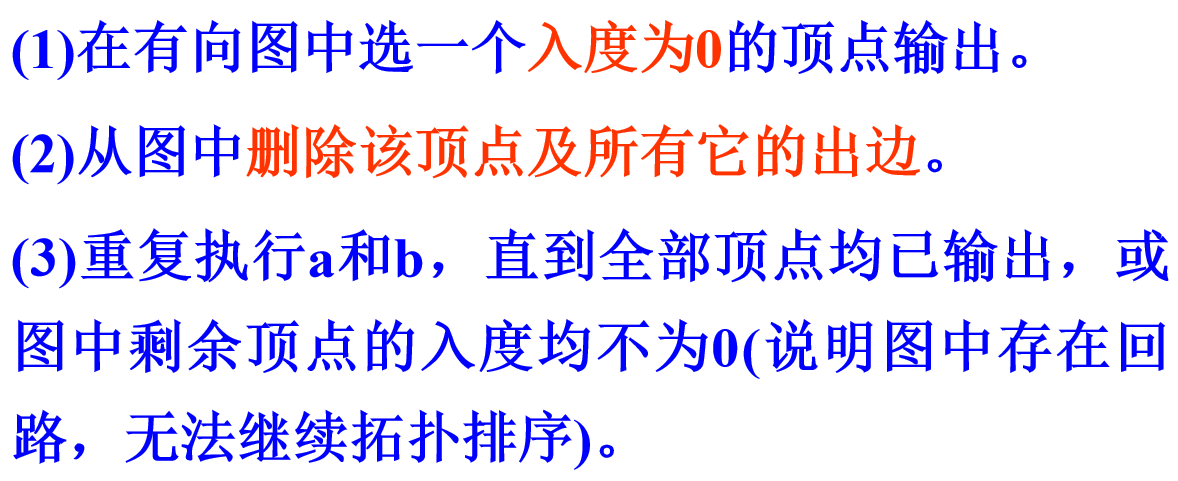 (1)在有向图中选一个入度为0的顶点输出。
(2)从图中删除该顶点及所有它的出边。
(3)重复执行a和b，直到全部顶点均已输出，或
图中剩余顶点的入度均不为0(说明图中存在回
路，无法继续拓扑排序)。